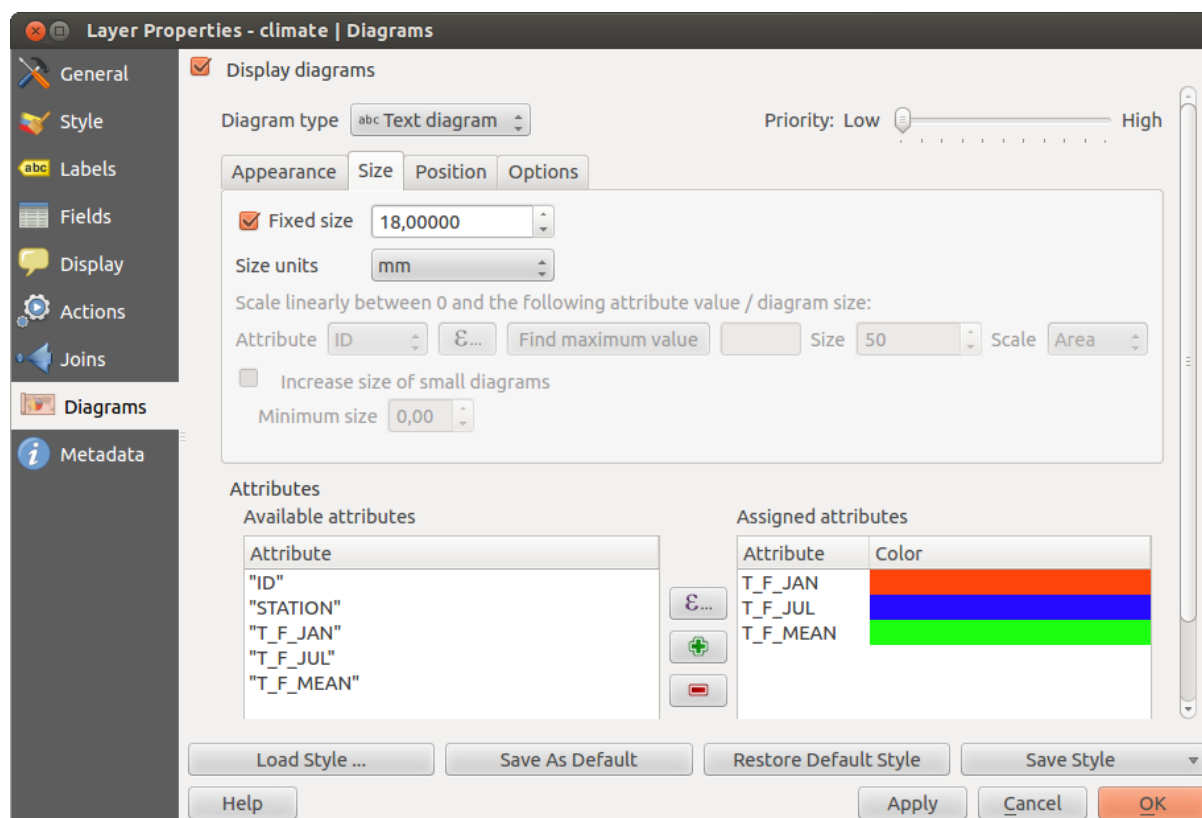 Layer Properties - climate | Diagrams
General
Style
abc Labels
Fields
Display
Actions
Joins
Diagrams
i Metadata
Display diagrams
Diagram type abc Text diagram Priority: Low High
Appearance Size Position Options
Fixed size 18,00000
Size units mm
Scale linearly between 0 and the following attribute value / diagram size:
Attribute ID ε... Find maximum value Size 50 Scale Area
Increase size of small diagrams
Minimum size 0,00
Attributes
Available attributes
Attribute
"ID"
"STATION"
"T_F_JAN"
"T_F_JUL"
"T_F_MEAN"
ε...
Assigned attributes
Attribute Color
T_F_JAN
T_F_JUL
T_F_MEAN
Load Style ... Save As Default Restore Default Style Save Style
Help Apply Cancel OK